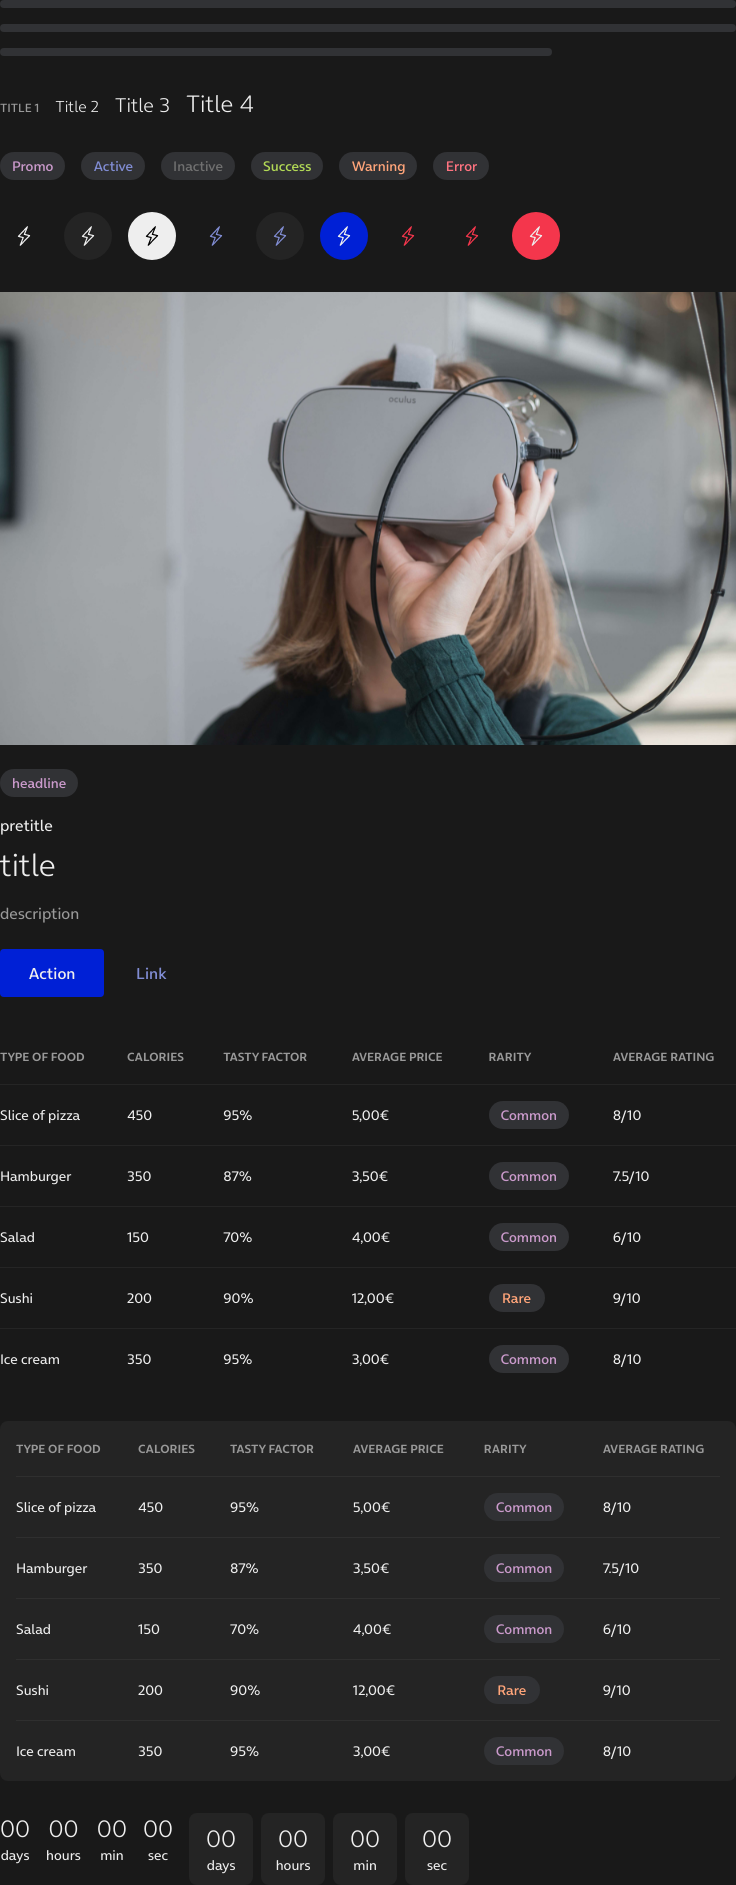 TITLE 1 Title 2 Title 3 Title 4
Promo Active Inactive Success Warning Error
oculus
headline
pretitle
title
description
Action Link
TYPE OF FOOD CALORIES TASTY FACTOR AVERAGE PRICE RARITY AVERAGE RATING
Slice of pizza 450 95% 5,00€ Common 8/10
Hamburger 350 87% 3,50€ Common 7.5/10
Salad 150 70% 4,00€ Common 6/10
Sushi 200 90% 12,00€ Rare 9/10
Ice cream 350 95% 3,00€ Common 8/10
TYPE OF FOOD CALORIES TASTY FACTOR AVERAGE PRICE RARITY AVERAGE RATING
Slice of pizza 450 95% 5,00€ Common 8/10
Hamburger 350 87% 3,50€ Common 7.5/10
Salad 150 70% 4,00€ Common 6/10
Sushi 200 90% 12,00€ Rare 9/10
Ice cream 350 95% 3,00€ Common 8/10
00 00 00 00 00 00 00 00
days hours min sec days hours min sec